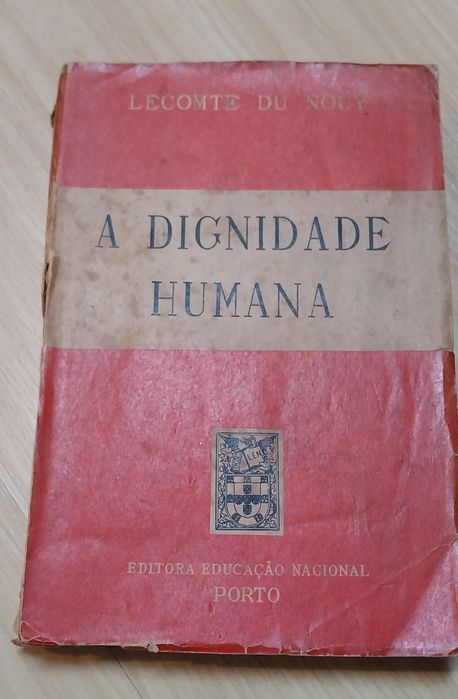 LECOMTE DU NOUY
A DIGNIDADE
HUMANA
EDITORA EDUCAÇÃO NACIONAL
PORTO